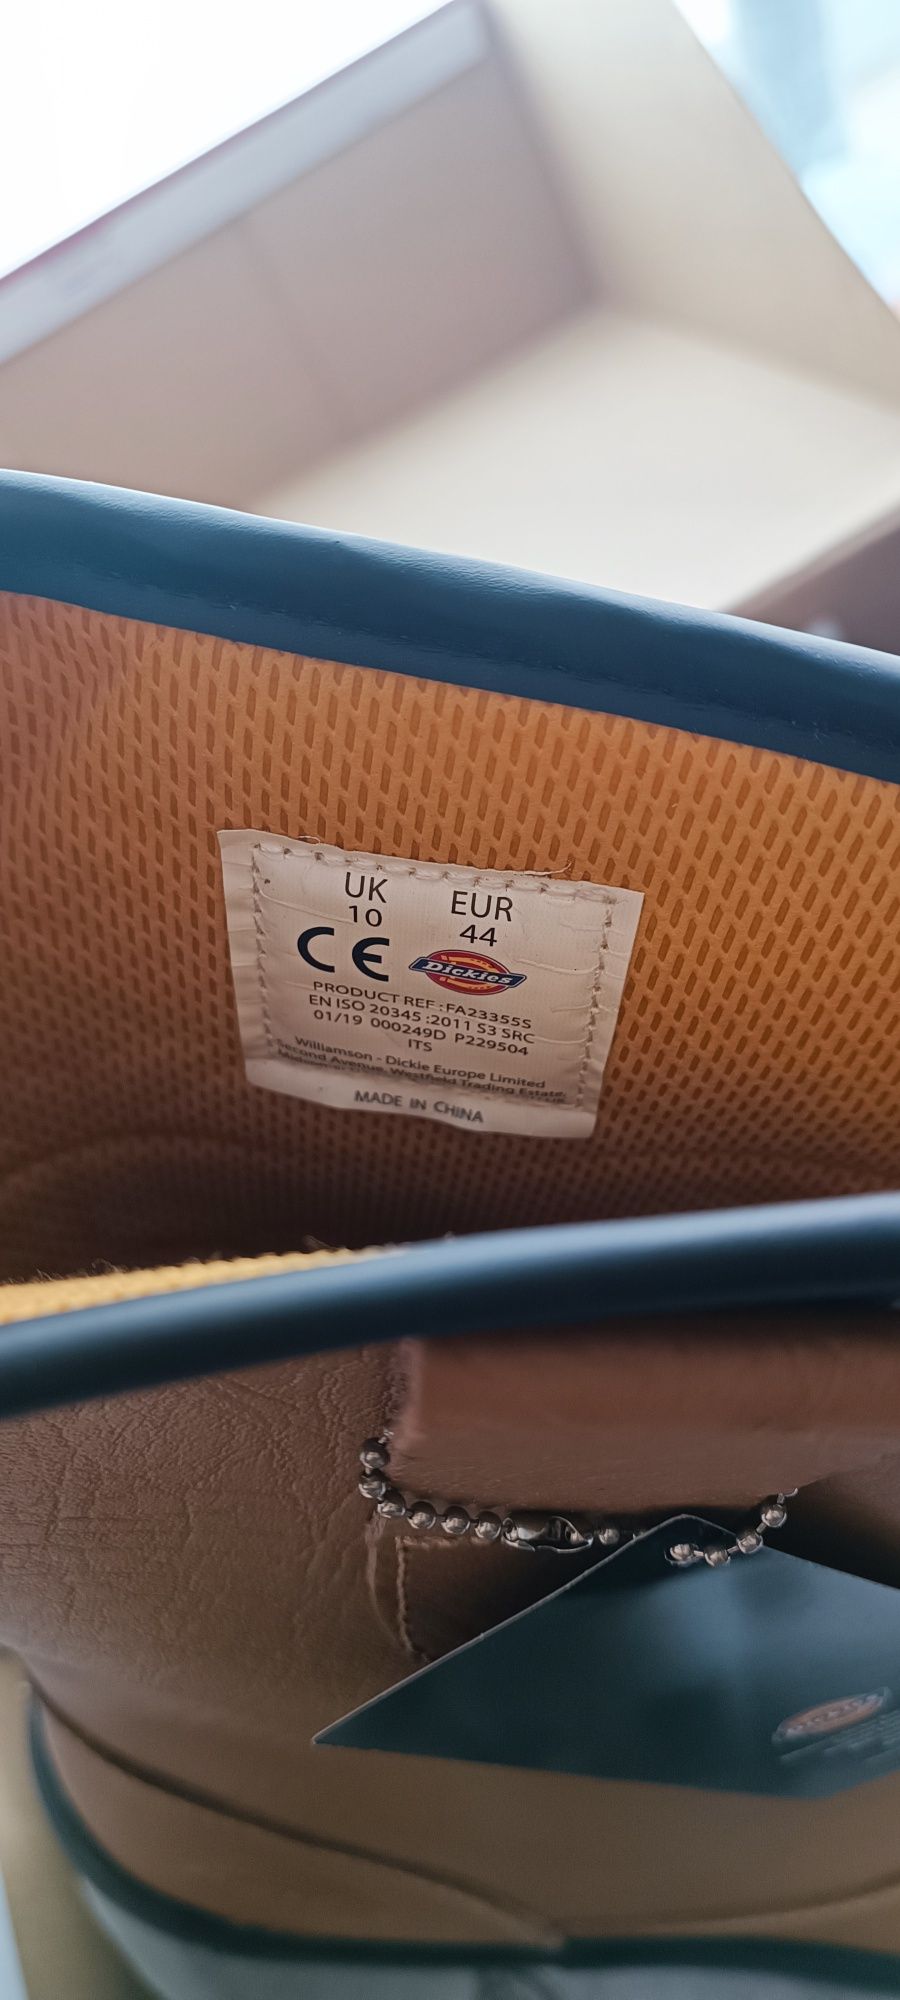 UK EUR
10 44
CE Dickies
PRODUCT REF :FA23355S
EN ISO 20345 :2011 S3 SRC
01/19 000249D P229504
ITS
Williamson - Dickie Europe Limited
Second Avenue, Westfield Trading Estate,
MADE IN CHINA
DICKIES